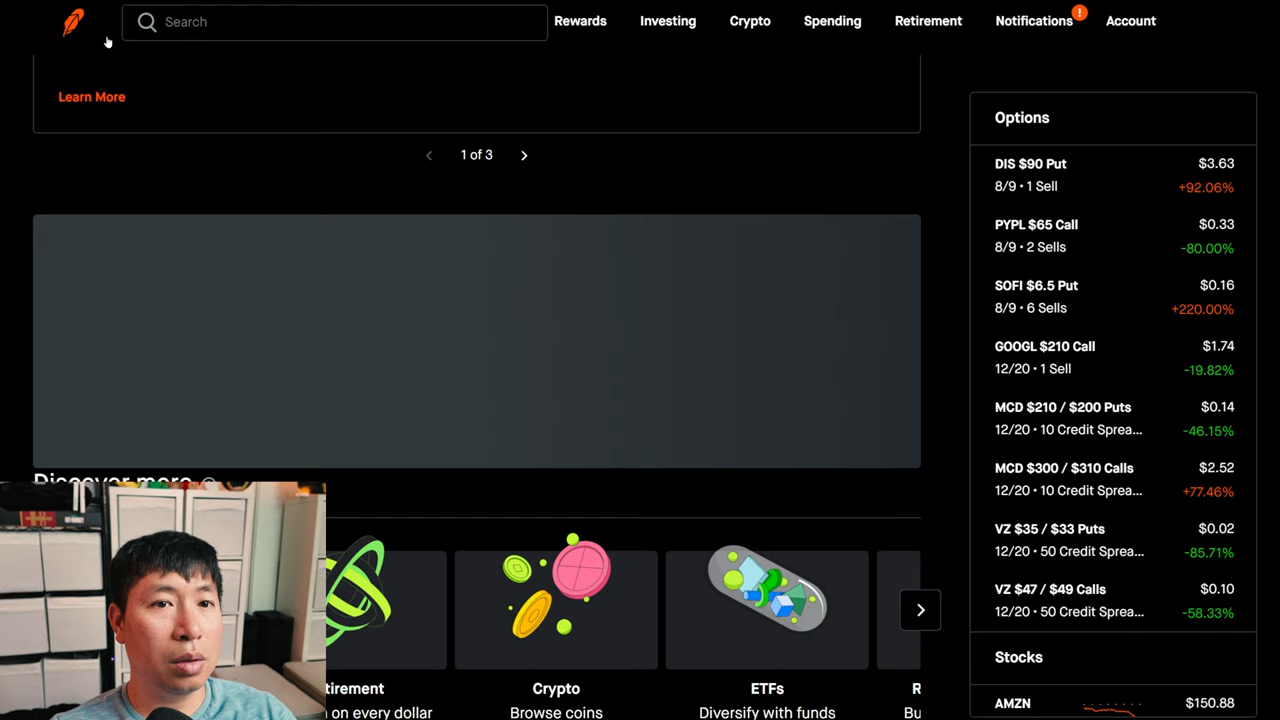 Search
Rewards
Investing
Crypto
Spending
Retirement
Notifications
!
Account
Learn More
1 of 3
Discover more
tirement
n on every dollar
Crypto
Browse coins
ETFs
Diversify with funds
R
Bu
Options
DIS $90 Put $3.63
8/9 • 1 Sell +92.06%
PYPL $65 Call $0.33
8/9 • 2 Sells -80.00%
SOFI $6.5 Put $0.16
8/9 • 6 Sells +220.00%
GOOGL $210 Call $1.74
12/20 • 1 Sell -19.82%
MCD $210 / $200 Puts $0.14
12/20 • 10 Credit Sprea... -46.15%
MCD $300 / $310 Calls $2.52
12/20 • 10 Credit Sprea... +77.46%
VZ $35 / $33 Puts $0.02
12/20 • 50 Credit Sprea... -85.71%
VZ $47 / $49 Calls $0.10
12/20 • 50 Credit Sprea... -58.33%
Stocks
AMZN $150.88